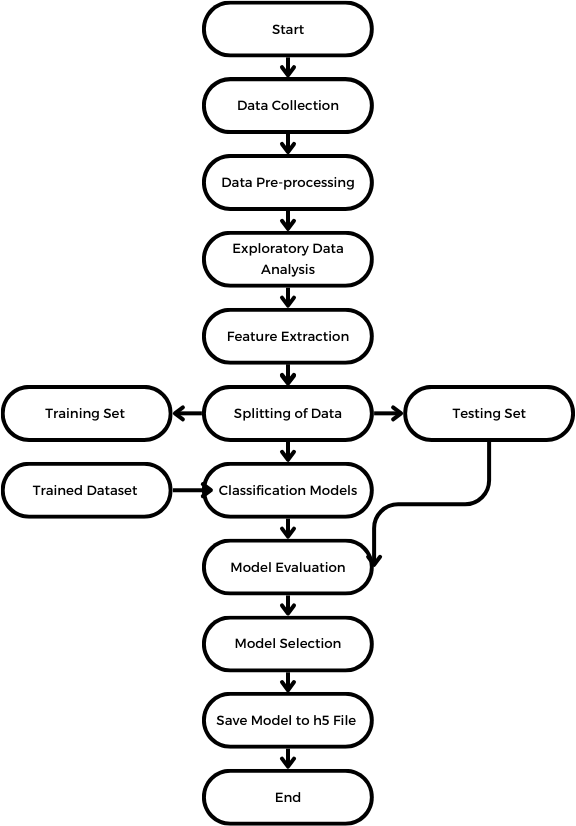 Start
Data Collection
Data Pre-processing
Exploratory Data
Analysis
Feature Extraction
Training Set
Splitting of Data
Testing Set
Trained Dataset
Classification Models
Model Evaluation
Model Selection
Save Model to h5 File
End